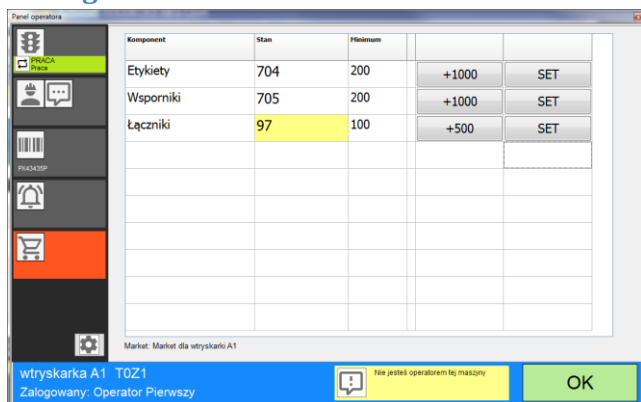 Panel operatora
Komponent Stan Minimum
PRACA
Praca
Etykiety 704 200 +1000 SET
Wsporniki 705 200 +1000 SET
Łączniki 97 100 +500 SET
PX43435P
Market: Market dla wtryskarki A1
wtryskarka A1 T0Z1
Zalogowany: Operator Pierwszy
Nie jesteś operatorem tej maszyny
OK